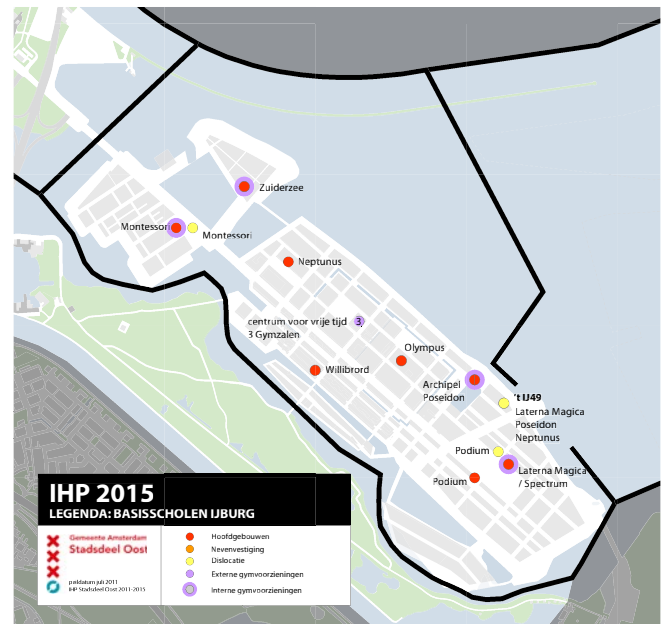 Zuiderzee
Montessori
Montessori
Neptunus
centrum voor vrije tijd
3
3 Gymzalen
Olympus
Willibrord
Archipel
Poseidon
't IJ49
Laterna Magica
Poseidon
Neptunus
Podium
Laterna Magica
/ Spectrum
Podium
IHP 2015
LEGENDA: BASISSCHOLEN IJBURG
Gemeente Amsterdam
Stadsdeel Oost
peildatum juli 2011
IHP Stadsdeel Oost 2011-2015
Hoofdgebouwen
Nevenvestiging
Dislocatie
Externe gymvoorzieningen
Interne gymvoorzieningen